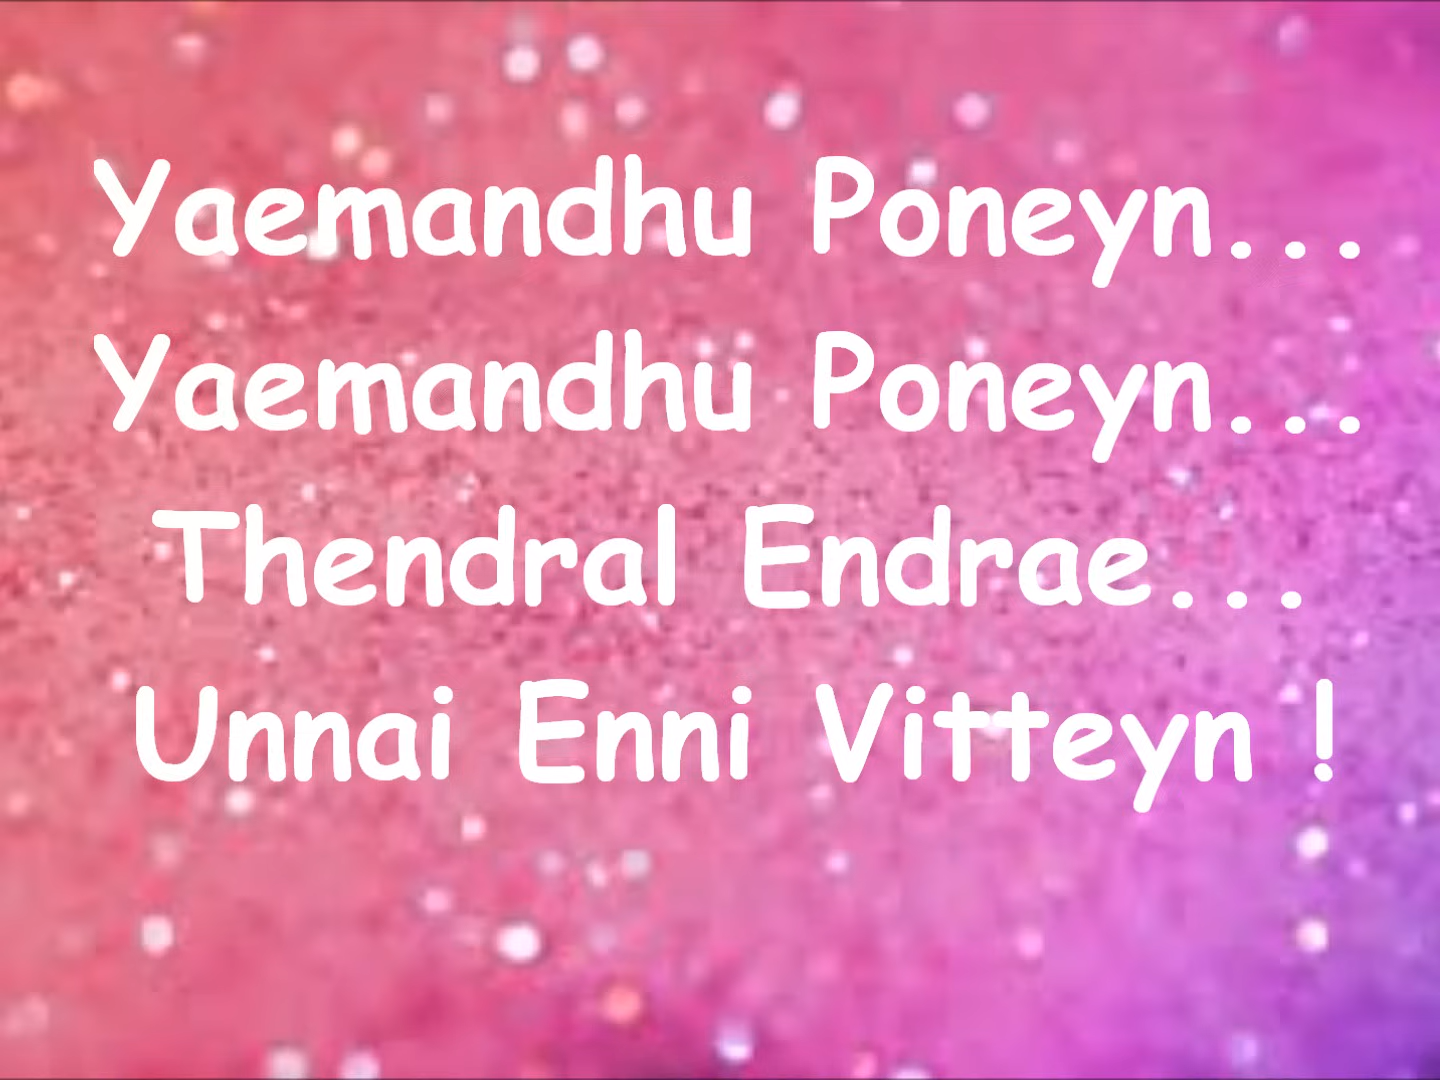 Yaemandhu Poneyn...
Yaemandhu Poneyn...
Thendral Endrae...
Unnai Enni Vitteyn !